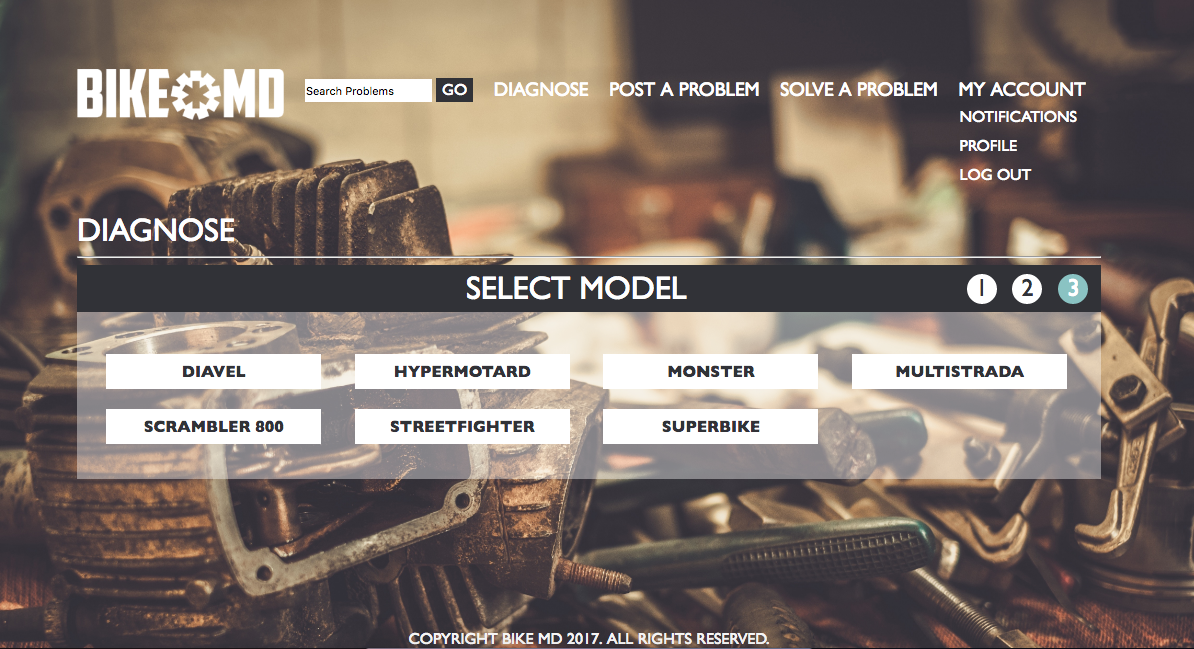 BIKE MD
Search Problems GO DIAGNOSE POST A PROBLEM SOLVE A PROBLEM MY ACCOUNT
NOTIFICATIONS
PROFILE
LOG OUT
DIAGNOSE
SELECT MODEL 1 2 3
DIAVEL HYPERMOTARD MONSTER MULTISTRADA
SCRAMBLER 800 STREETFIGHTER SUPERBIKE
COPYRIGHT BIKE MD 2017. ALL RIGHTS RESERVED.